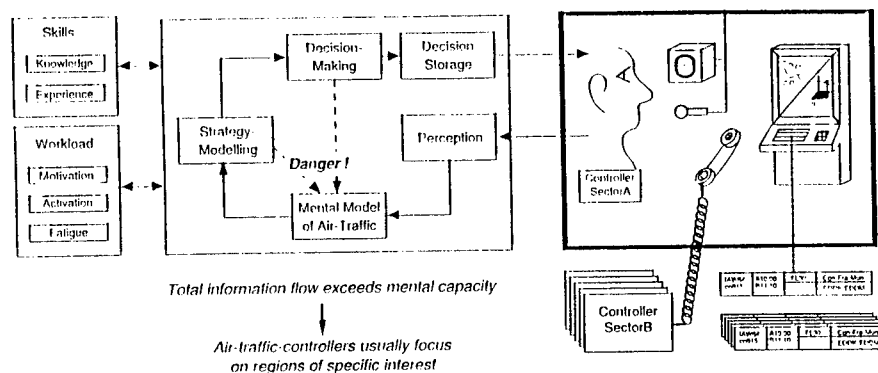 Skills
Knowledge
Experience
Workload
Motivation
Activation
Fatigue
Decision-
Making
Decision
Storage
Strategy-
Modelling
Perception
Danger !
Mental Model
of Air-Traffic
Total information flow exceeds mental capacity
Air-traffic-controllers usually focus
on regions of specific interest
Controller
SectorA
Controller
SectorB